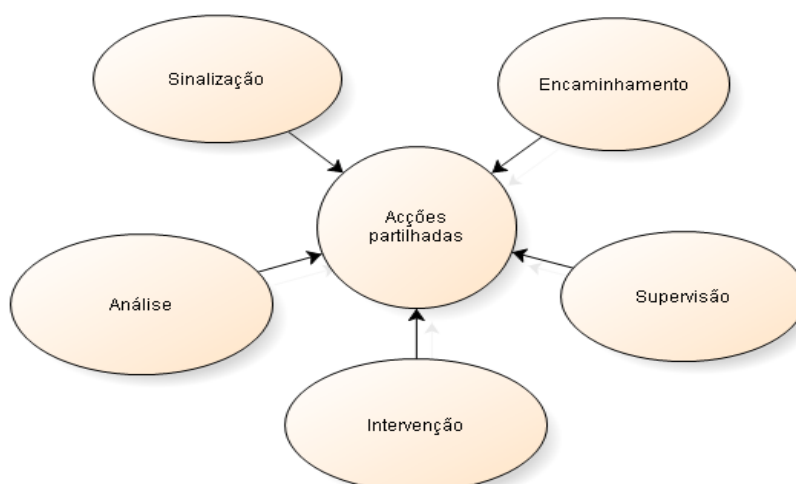 Sinalização
Encaminhamento
Acções
partilhadas
Análise
Supervisão
Intervenção